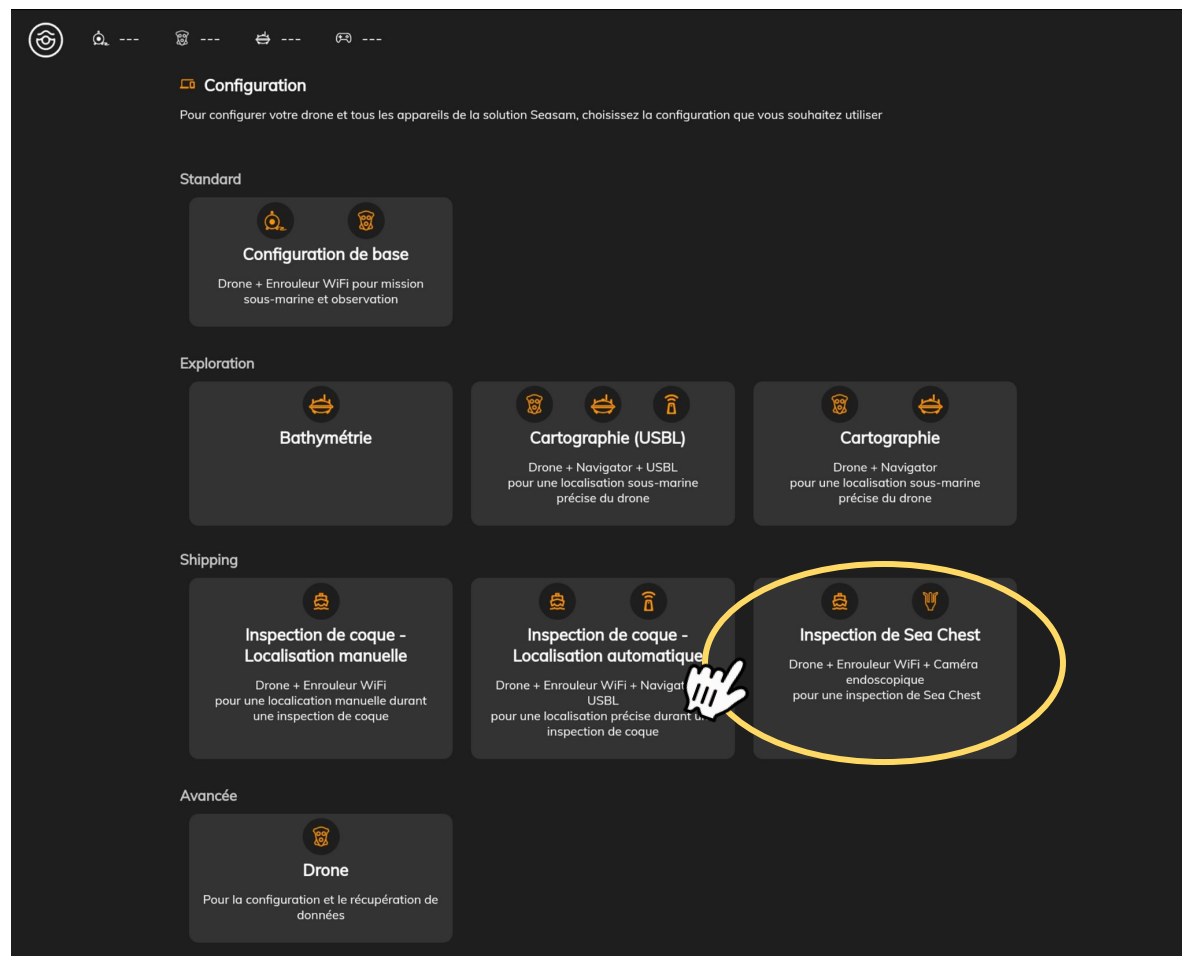 ---
---
---
---
Configuration
Pour configurer votre drone et tous les appareils de la solution Seasam, choisissez la configuration que vous souhaitez utiliser
Standard
Configuration de base
Drone + Enrouleur WiFi pour mission
sous-marine et observation
Exploration
Bathymétrie
Cartographie (USBL)
Drone + Navigator + USBL
pour une localisation sous-marine
précise du drone
Cartographie
Drone + Navigator
pour une localisation sous-marine
précise du drone
Shipping
Inspection de coque -
Localisation manuelle
Drone + Enrouleur WiFi
pour une localication manuelle durant
une inspection de coque
Inspection de coque -
Localisation automatique
Drone + Enrouleur WiFi +
USBL
pour une localisation précise durant
inspection de coque
Inspection de Sea Chest
Drone + Enrouleur WiFi + Caméra
endoscopique
pour une inspection de Sea Chest
Avancée
Drone
Pour la configuration et le récupération de
données